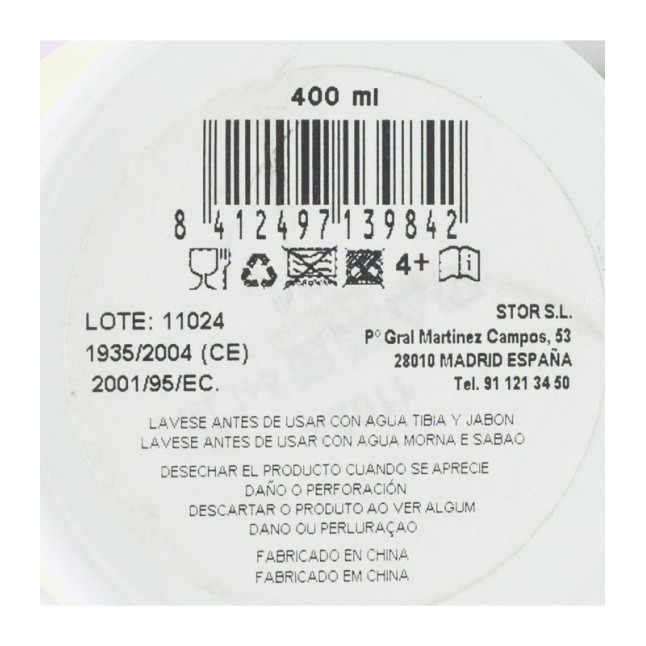 400 ml
8 412497 139842
4+
LOTE: 11024
1935/2004 (CE)
2001/95/EC.
STOR S.L.
Pº Gral Martinez Campos, 53
28010 MADRID ESPAÑA
Tel. 91 121 34 50
LAVESE ANTES DE USAR CON AGUA TIBIA Y JABON
LAVESE ANTES DE USAR CON AGUA MORNA E SABAO
DESECHAR EL PRODUCTO CUANDO SE APRECIE
DAÑO O PERFORACIÓN
DESCARTAR O PRODUTO AO VER ALGUM
DANO OU PERLURAÇAO
FABRICADO EN CHINA
FABRICADO EM CHINA